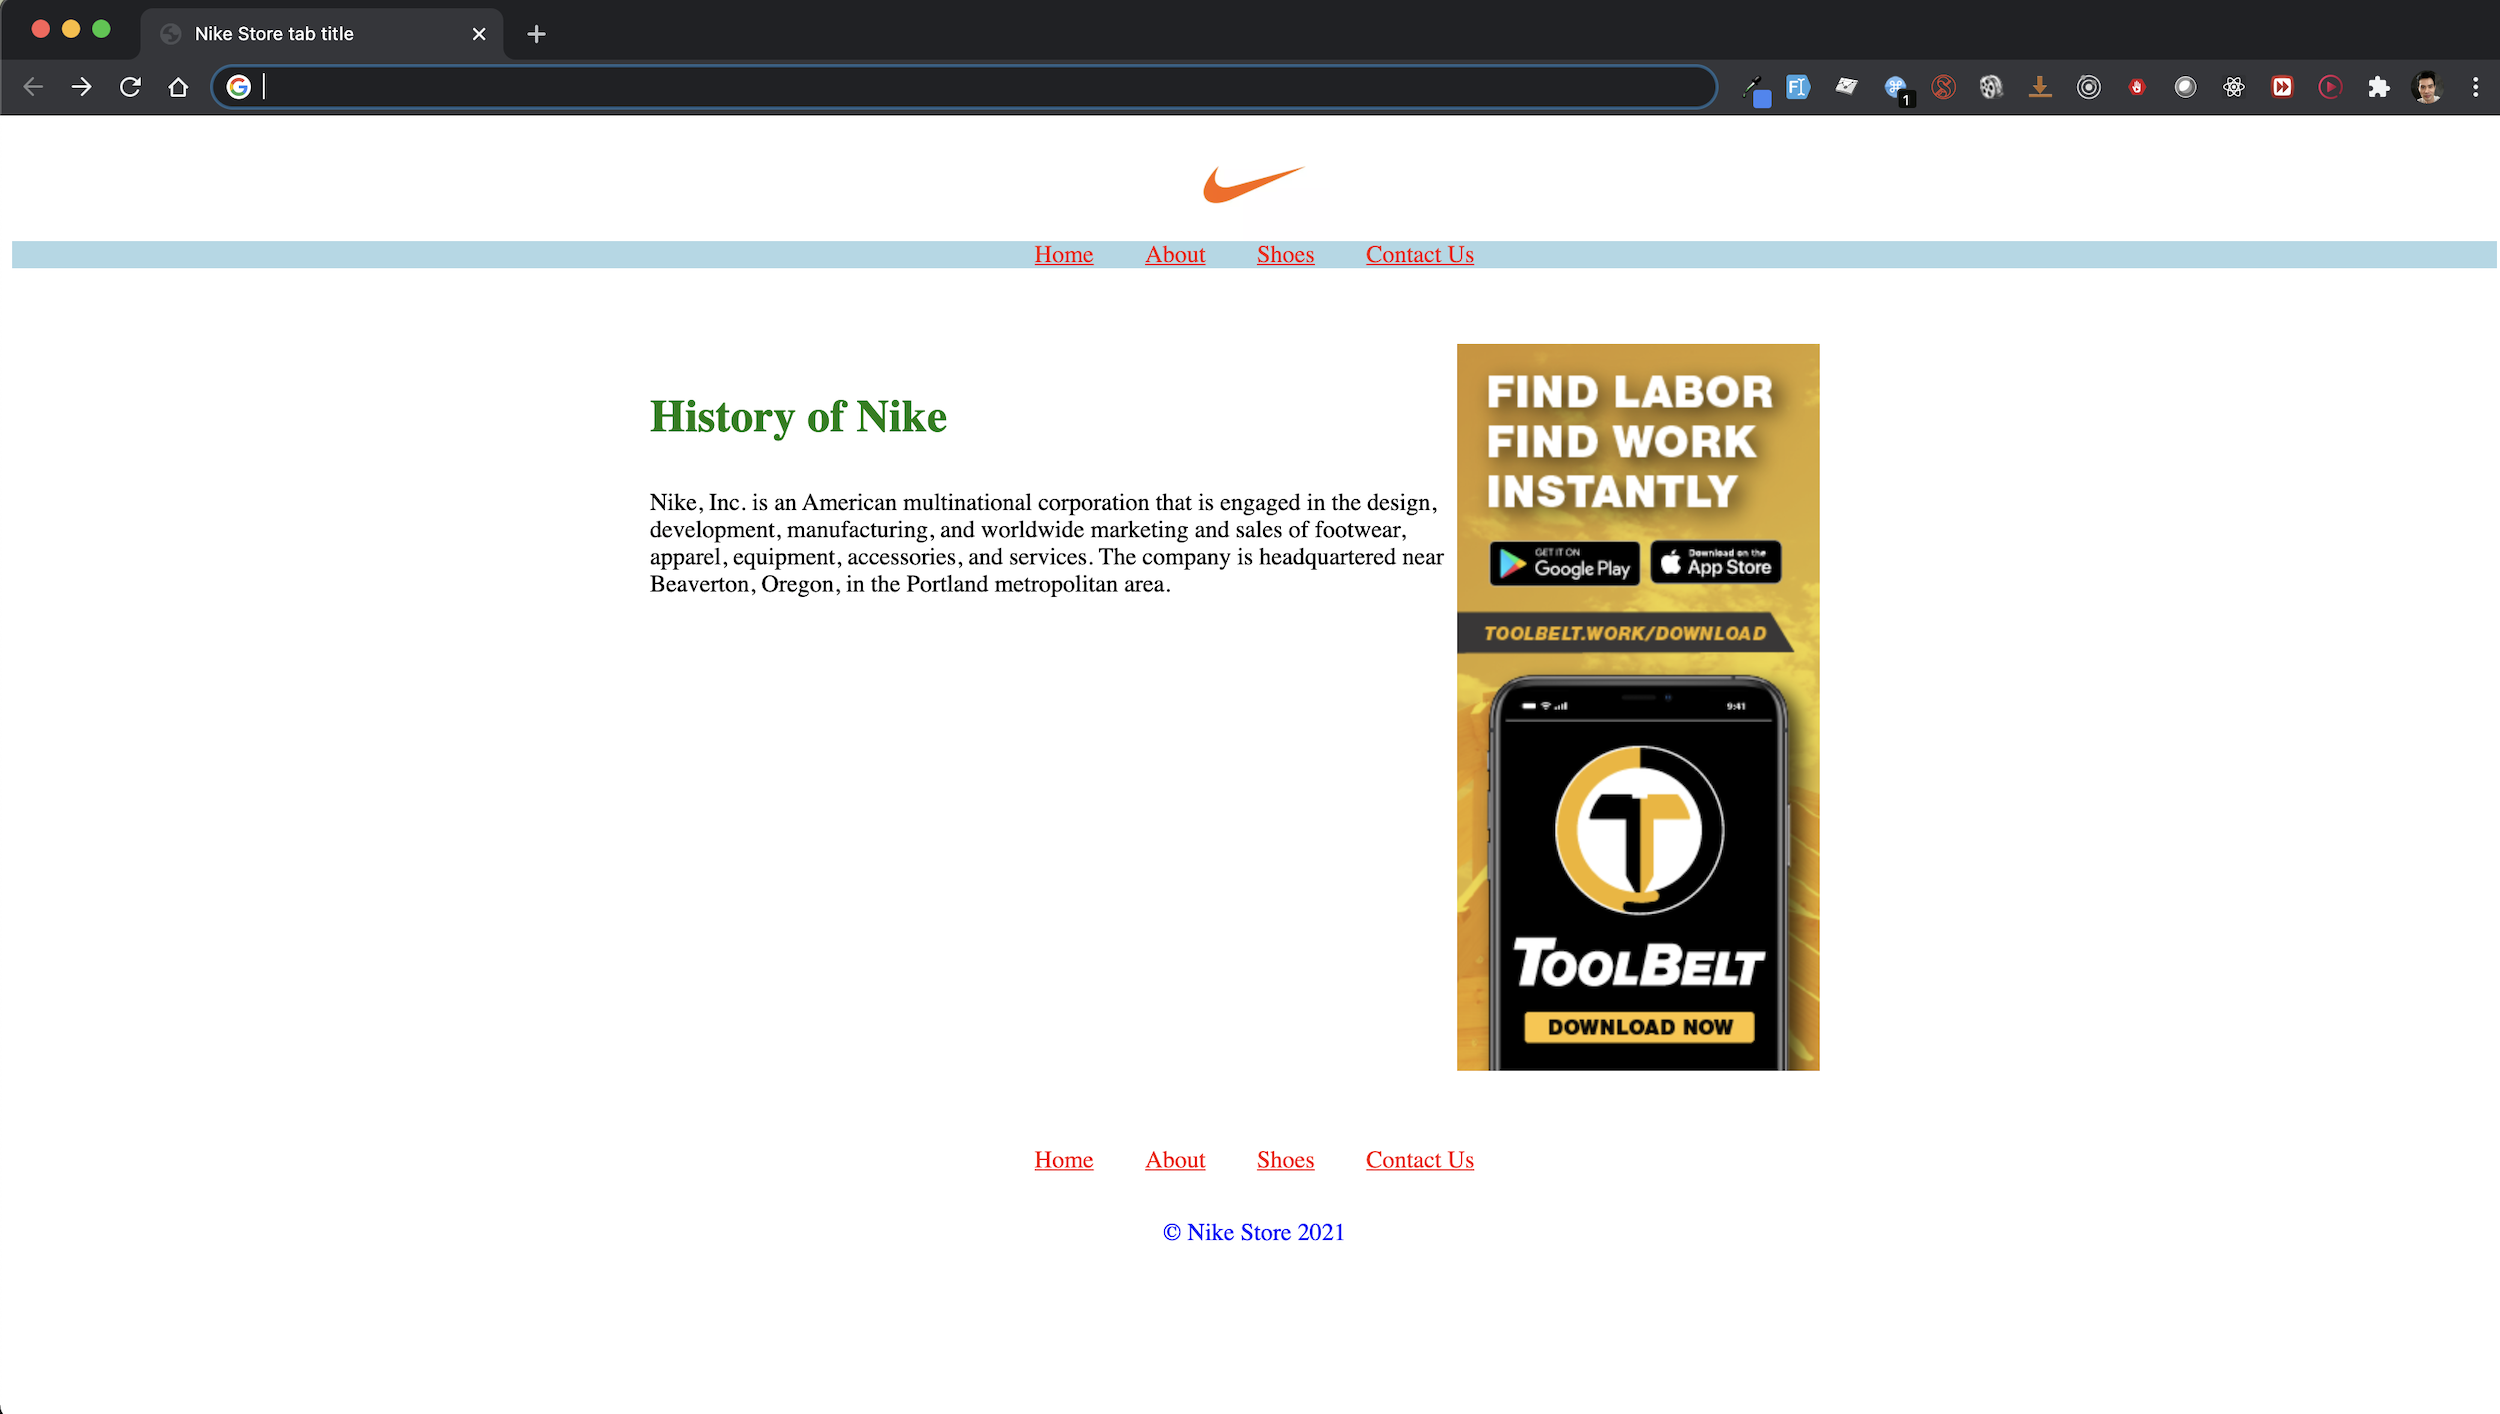 Nike Store tab title
1
Home About Shoes Contact Us
History of Nike
Nike, Inc. is an American multinational corporation that is engaged in the design,
development, manufacturing, and worldwide marketing and sales of footwear,
apparel, equipment, accessories, and services. The company is headquartered near
Beaverton, Oregon, in the Portland metropolitan area.
FIND LABOR
FIND WORK
INSTANTLY
GET IT ON
Google Play
Download on the
App Store
TOOLBELT.WORK/DOWNLOAD
9:41
TOOLBELT
DOWNLOAD NOW
Home About Shoes Contact Us
© Nike Store 2021